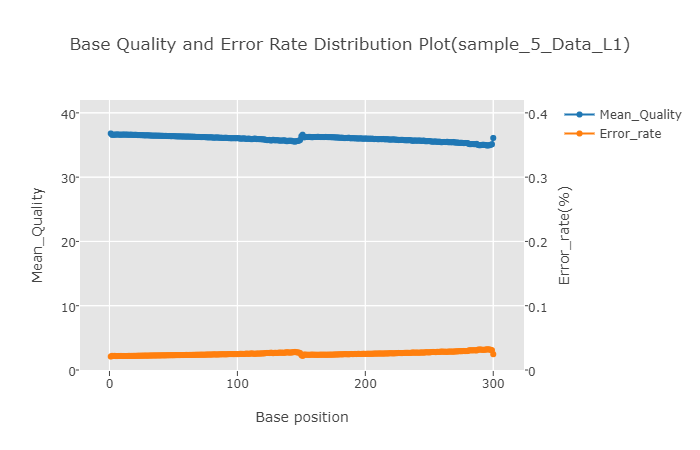 Base Quality and Error Rate Distribution Plot(sample_5_Data_L1)
40
30
20
10
0
0.4
0.3
0.2
0.1
0
Mean_Quality
Error_rate
Mean_Quality
Error_rate(%)
0
100
200
300
Base position